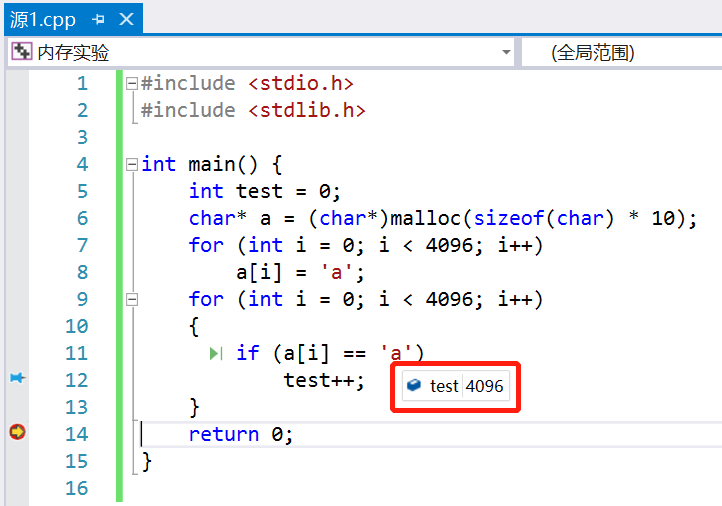 源1.cpp
内存实验 (全局范围)
1 #include <stdio.h>
2 #include <stdlib.h>
3
4 int main() {
5     int test = 0;
6     char* a = (char*)malloc(sizeof(char) * 10);
7     for (int i = 0; i < 4096; i++)
8         a[i] = 'a';
9     for (int i = 0; i < 4096; i++)
10     {
11         if (a[i] == 'a')
12             test++; test 4096
13     }
14     return 0;
15 }
16